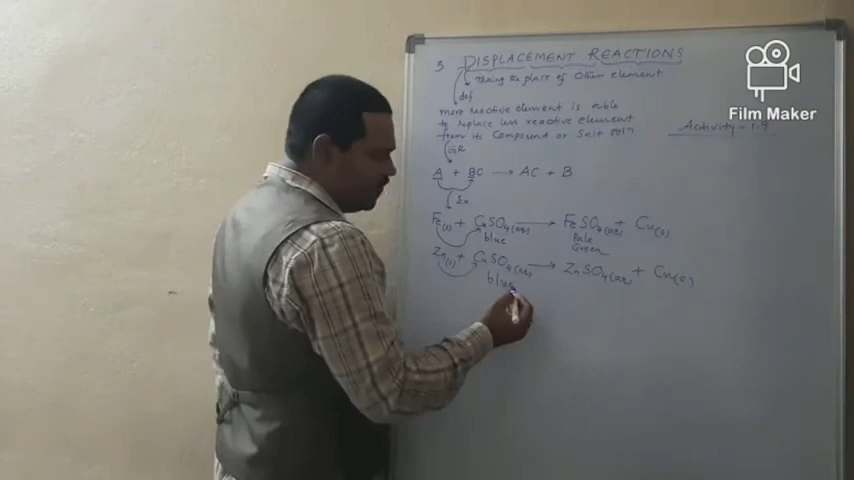 3 DISPLACEMENT REACTIONS
Taking the place of other element
def
more reactive element is able
to replace less reactive element
from its compound or salt soln
Activity - 1.9
GR
A + BC → AC + B
Ex
Fe(s) + CuSO4(aq) → FeSO4(aq) + Cu(s)
blue
Pale
Green
Zn(s) + CuSO4(aq) → ZnSO4(aq) + Cu(s)
blue
Film Maker